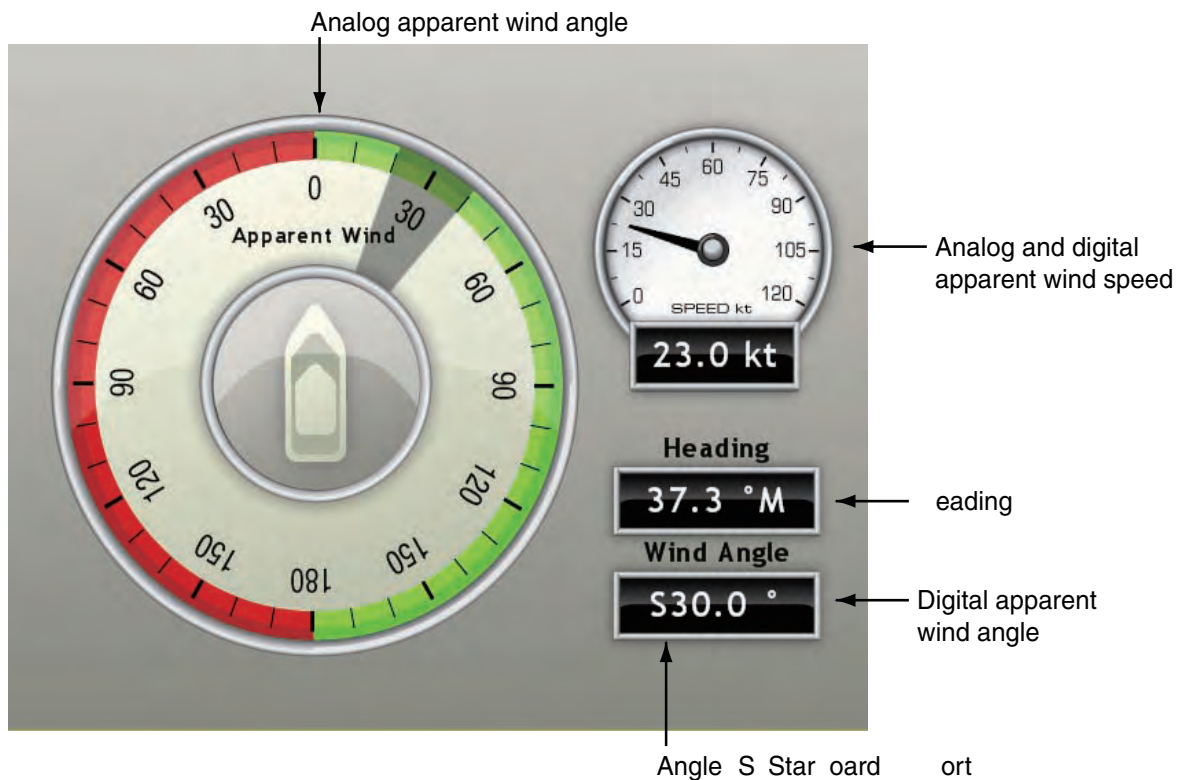 Analog apparent wind angle
0
30
60
90
120
150
180
150
120
90
60
30
Apparent Wind
0
15
30
45
60
75
90
105
120
SPEED kt
23.0 kt
Analog and digital
apparent wind speed
Heading
37.3 °M
eading
Wind Angle
S30.0 °
Digital apparent
wind angle
Angle S Star oard ort